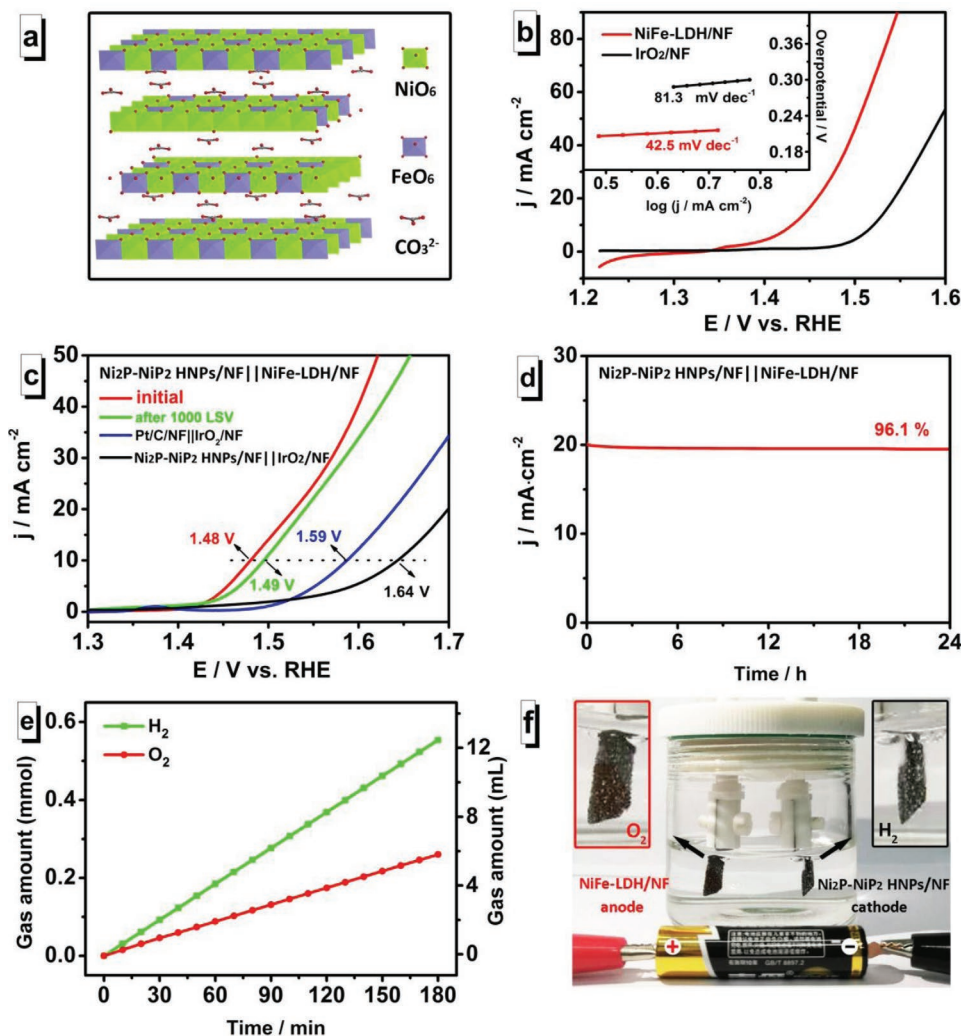 a
NiO6
FeO6
CO3²⁻
b
NiFe-LDH/NF
IrO2/NF
81.3 mV dec⁻¹
42.5 mV dec⁻¹
0.36
0.30
0.24
0.18
Overpotential / V
0.5 0.6 0.7 0.8 0.9
log (j / mA cm⁻²)
80
60
40
20
0
j / mA cm⁻²
1.2 1.3 1.4 1.5 1.6
E / V vs. RHE
c
Ni2P-NiP2 HNPs/NF||NiFe-LDH/NF
initial
after 1000 LSV
Pt/C/NF||IrO2/NF
Ni2P-NiP2 HNPs/NF||IrO2/NF
1.48 V
1.59 V
1.49 V
1.64 V
50
40
30
20
10
0
j / mA cm⁻²
1.3 1.4 1.5 1.6 1.7
E / V vs. RHE
d
Ni2P-NiP2 HNPs/NF||NiFe-LDH/NF
96.1 %
30
20
10
0
j / mA·cm⁻²
0 6 12 18 24
Time / h
e
H2
O2
0.6
0.4
0.2
0.0
Gas amount (mmol)
12
8
4
0
Gas amount (mL)
0 30 60 90 120 150 180
Time / min
f
O2
H2
NiFe-LDH/NF
anode
Ni2P-NiP2 HNPs/NF
cathode
+
-
GB/T 8897.2